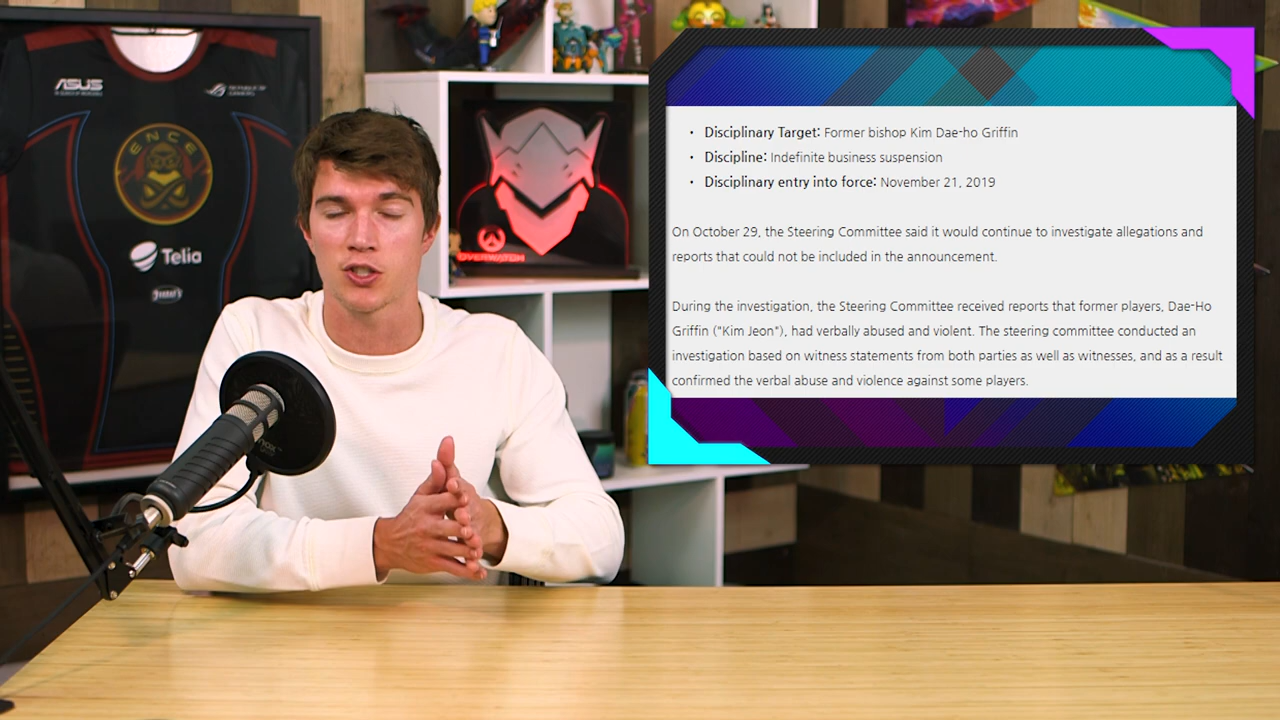 ASUS
ENCE
Telia
OVERWATCH
• Disciplinary Target: Former bishop Kim Dae-ho Griffin
• Discipline: Indefinite business suspension
• Disciplinary entry into force: November 21, 2019
On October 29, the Steering Committee said it would continue to investigate allegations and
reports that could not be included in the announcement.
During the investigation, the Steering Committee received reports that former players, Dae-Ho
Griffin ("Kim Jeon"), had verbally abused and violent. The steering committee conducted an
investigation based on witness statements from both parties as well as witnesses, and as a result
confirmed the verbal abuse and violence against some players.